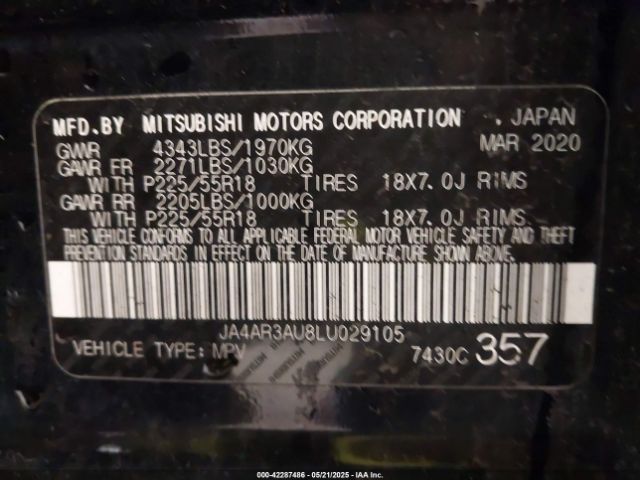 MFD.BY MITSUBISHI MOTORS CORPORATION . JAPAN
GVWR 4343LBS/1970KG MAR 2020
GAWR FR 2271LBS/1030KG
WITH P225/55R18 TIRES 18X7.0J RIMS
GAWR RR 2205LBS/1000KG
WITH P225/55R18 TIRES 18X7.0J RIMS
THIS VEHICLE CONFORMS TO ALL APPLICABLE FEDERAL MOTOR VEHICLE SAFETY AND THEFT
PREVENTION STANDARDS IN EFFECT ON THE DATE OF MANUFACTURE SHOWN ABOVE.
JA4AR3AU8LU029105
VEHICLE TYPE: MPV 7430C 357
000-42287486 - 05/21/2025 - IAA Inc.